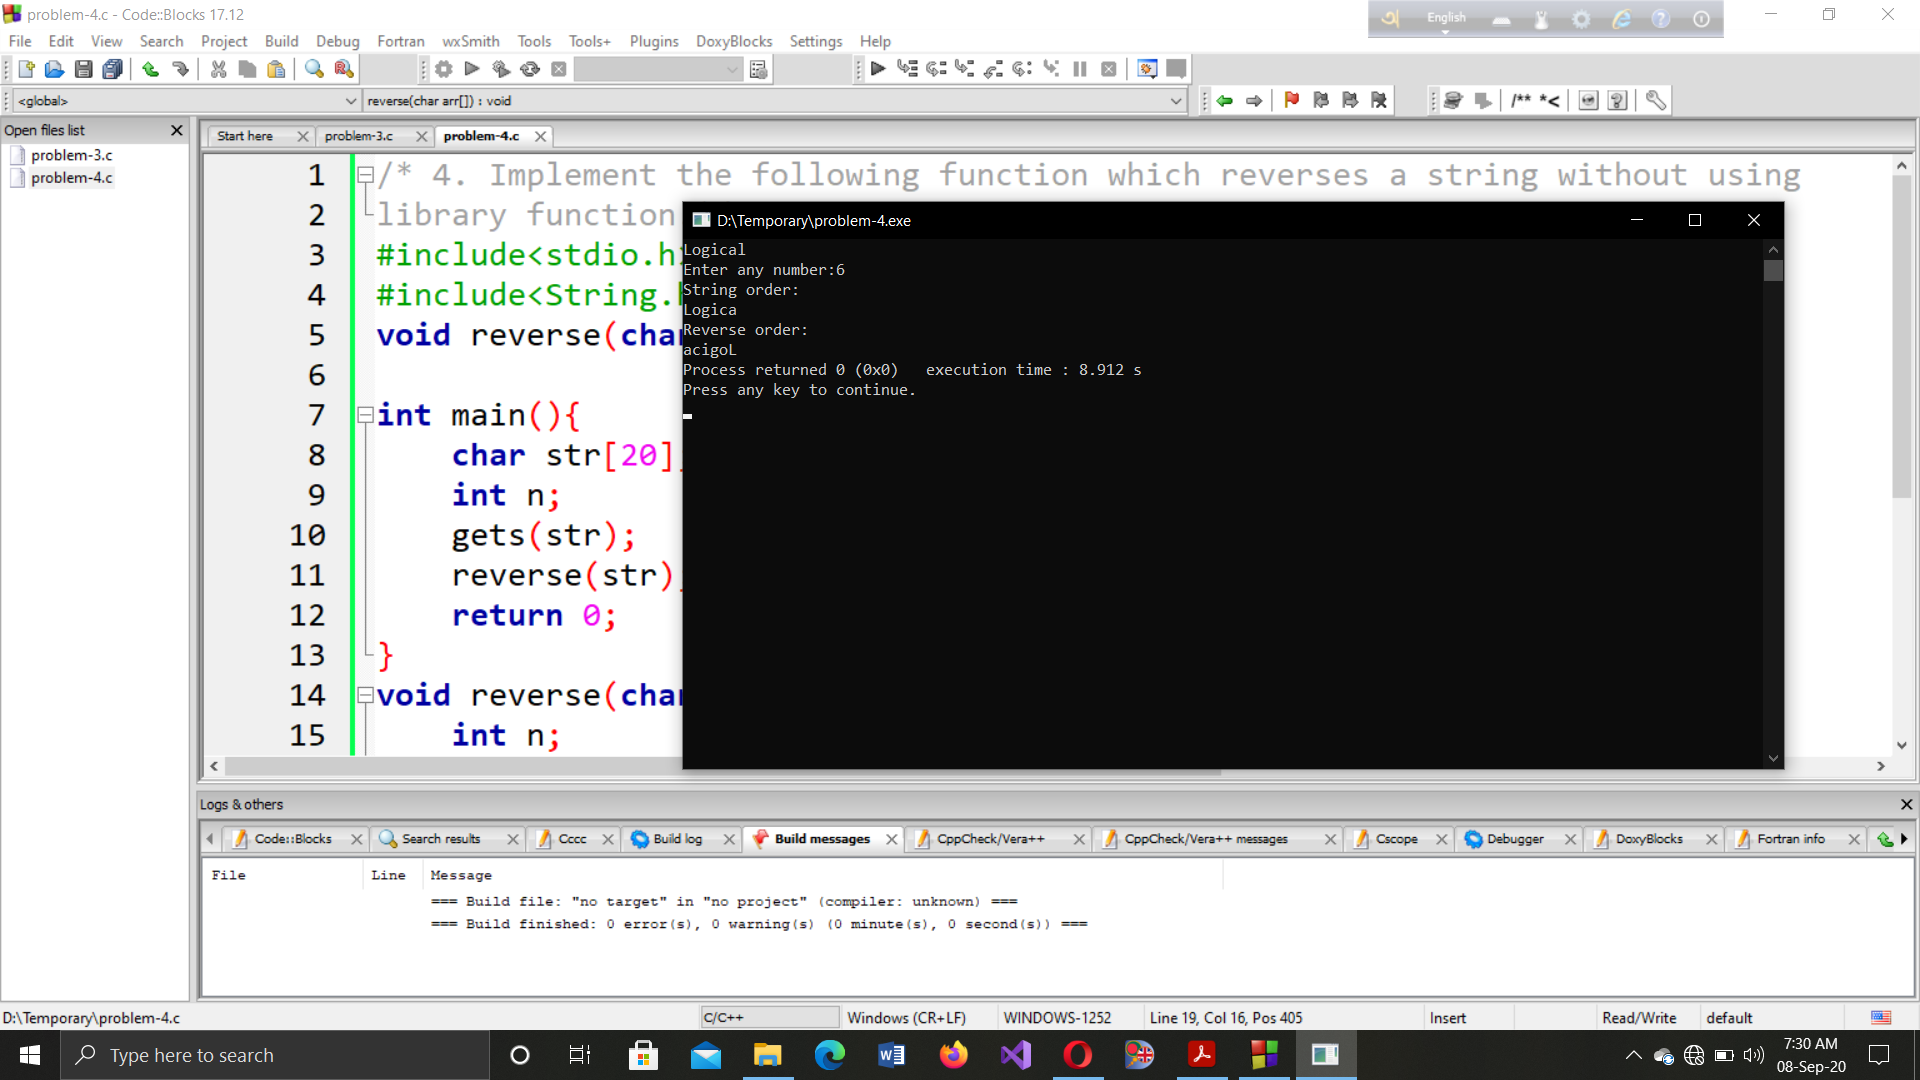 problem-4.c - Code::Blocks 17.12
English
File Edit View Search Project Build Debug Fortran wxSmith Tools Tools+ Plugins DoxyBlocks Settings Help
<global>
reverse(char arr[]) : void
/** *<
Open files list
problem-3.c
problem-4.c
Start here
problem-3.c
problem-4.c
1 /* 4. Implement the following function which reverses a string without using
2 library function
3 #include<stdio.h
4 #include<String.h
5 void reverse(char
6
7 int main(){
8 char str[20]
9 int n;
10 gets(str);
11 reverse(str)
12 return 0;
13 }
14 void reverse(char
15 int n;
D:\Temporary\problem-4.exe
Logical
Enter any number:6
String order:
Logica
Reverse order:
acigoL
Process returned 0 (0x0) execution time : 8.912 s
Press any key to continue.
Logs & others
Code::Blocks Search results Cccc Build log Build messages CppCheck/Vera++ CppCheck/Vera++ messages Cscope Debugger DoxyBlocks Fortran info
File Line Message
=== Build file: "no target" in "no project" (compiler: unknown) ===
=== Build finished: 0 error(s), 0 warning(s) (0 minute(s), 0 second(s)) ===
D:\Temporary\problem-4.c C/C++ Windows (CR+LF) WINDOWS-1252 Line 19, Col 16, Pos 405 Insert Read/Write default
Type here to search
7:30 AM
08-Sep-20